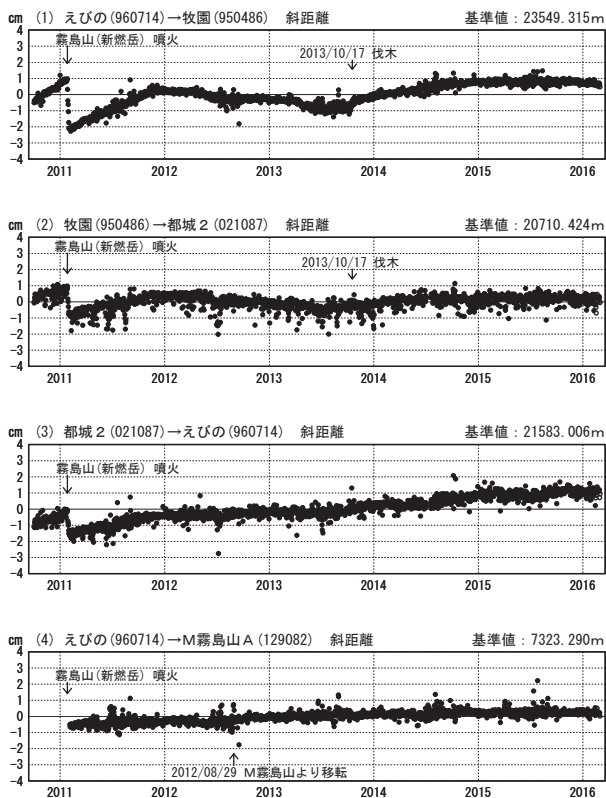 cm (1) えびの(960714)→牧園(950486) 斜距離 基準値:23549.315m
4
霧島山(新燃岳) 噴火
3
2013/10/17 伐木
2
1
0
-1
-2
-3
-4
2011 2012 2013 2014 2015 2016
cm (2) 牧園(950486)→都城2(021087) 斜距離 基準値:20710.424m
4
霧島山(新燃岳) 噴火
3
2013/10/17 伐木
2
1
0
-1
-2
-3
-4
2011 2012 2013 2014 2015 2016
cm (3) 都城2(021087)→えびの(960714) 斜距離 基準値:21583.006m
4
3
霧島山(新燃岳) 噴火
2
1
0
-1
-2
-3
-4
2011 2012 2013 2014 2015 2016
cm (4) えびの(960714)→M霧島山A(129082) 斜距離 基準値:7323.290m
4
3
霧島山(新燃岳) 噴火
2
1
0
-1
-2
-3
2012/08/29 M霧島山より移転
-4
2011 2012 2013 2014 2015 2016